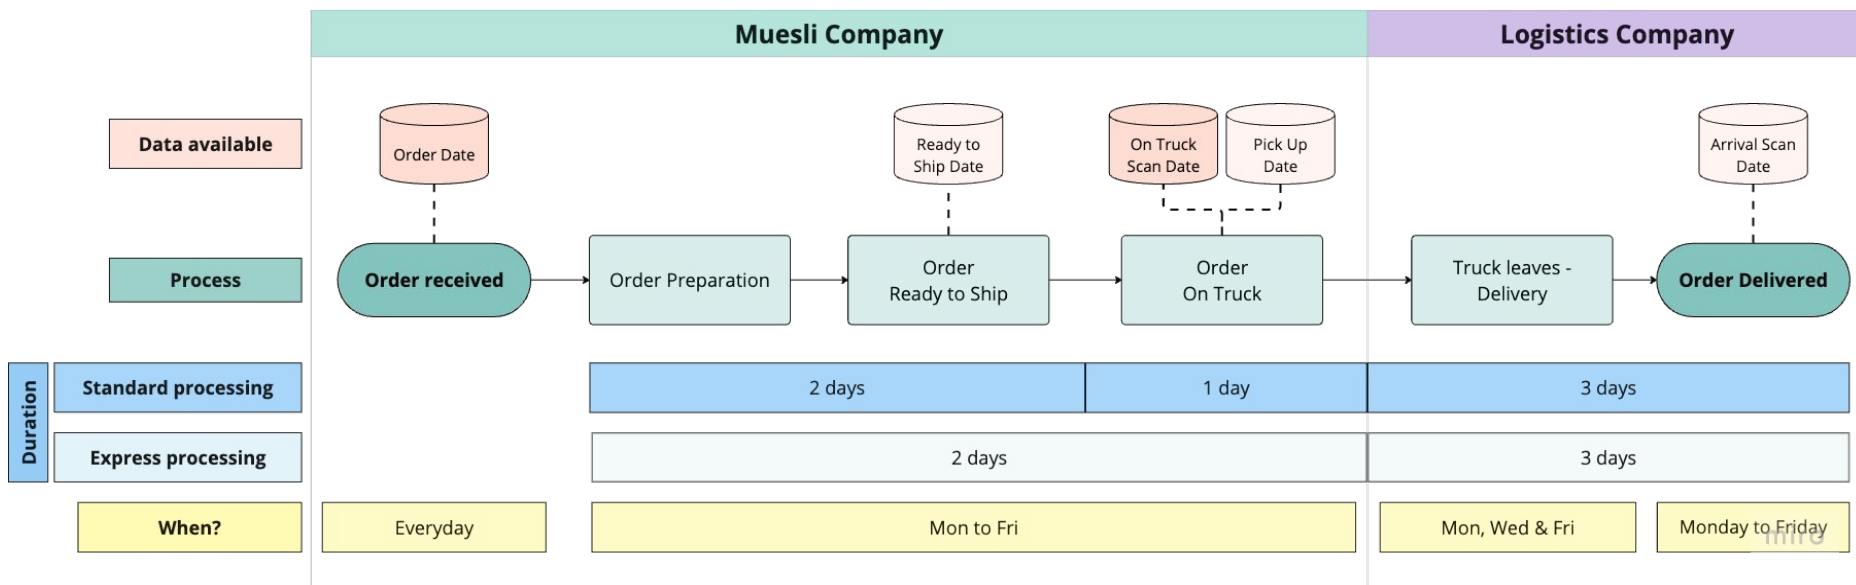 Muesli Company
Logistics Company
Data available
Order Date
Ready to
Ship Date
On Truck
Scan Date
Pick Up
Date
Arrival Scan
Date
Process
Order received
Order Preparation
Order
Ready to Ship
Order
On Truck
Truck leaves -
Delivery
Order Delivered
Duration
Standard processing
2 days
1 day
3 days
Express processing
2 days
3 days
When?
Everyday
Mon to Fri
Mon, Wed & Fri
Monday to Friday
miro